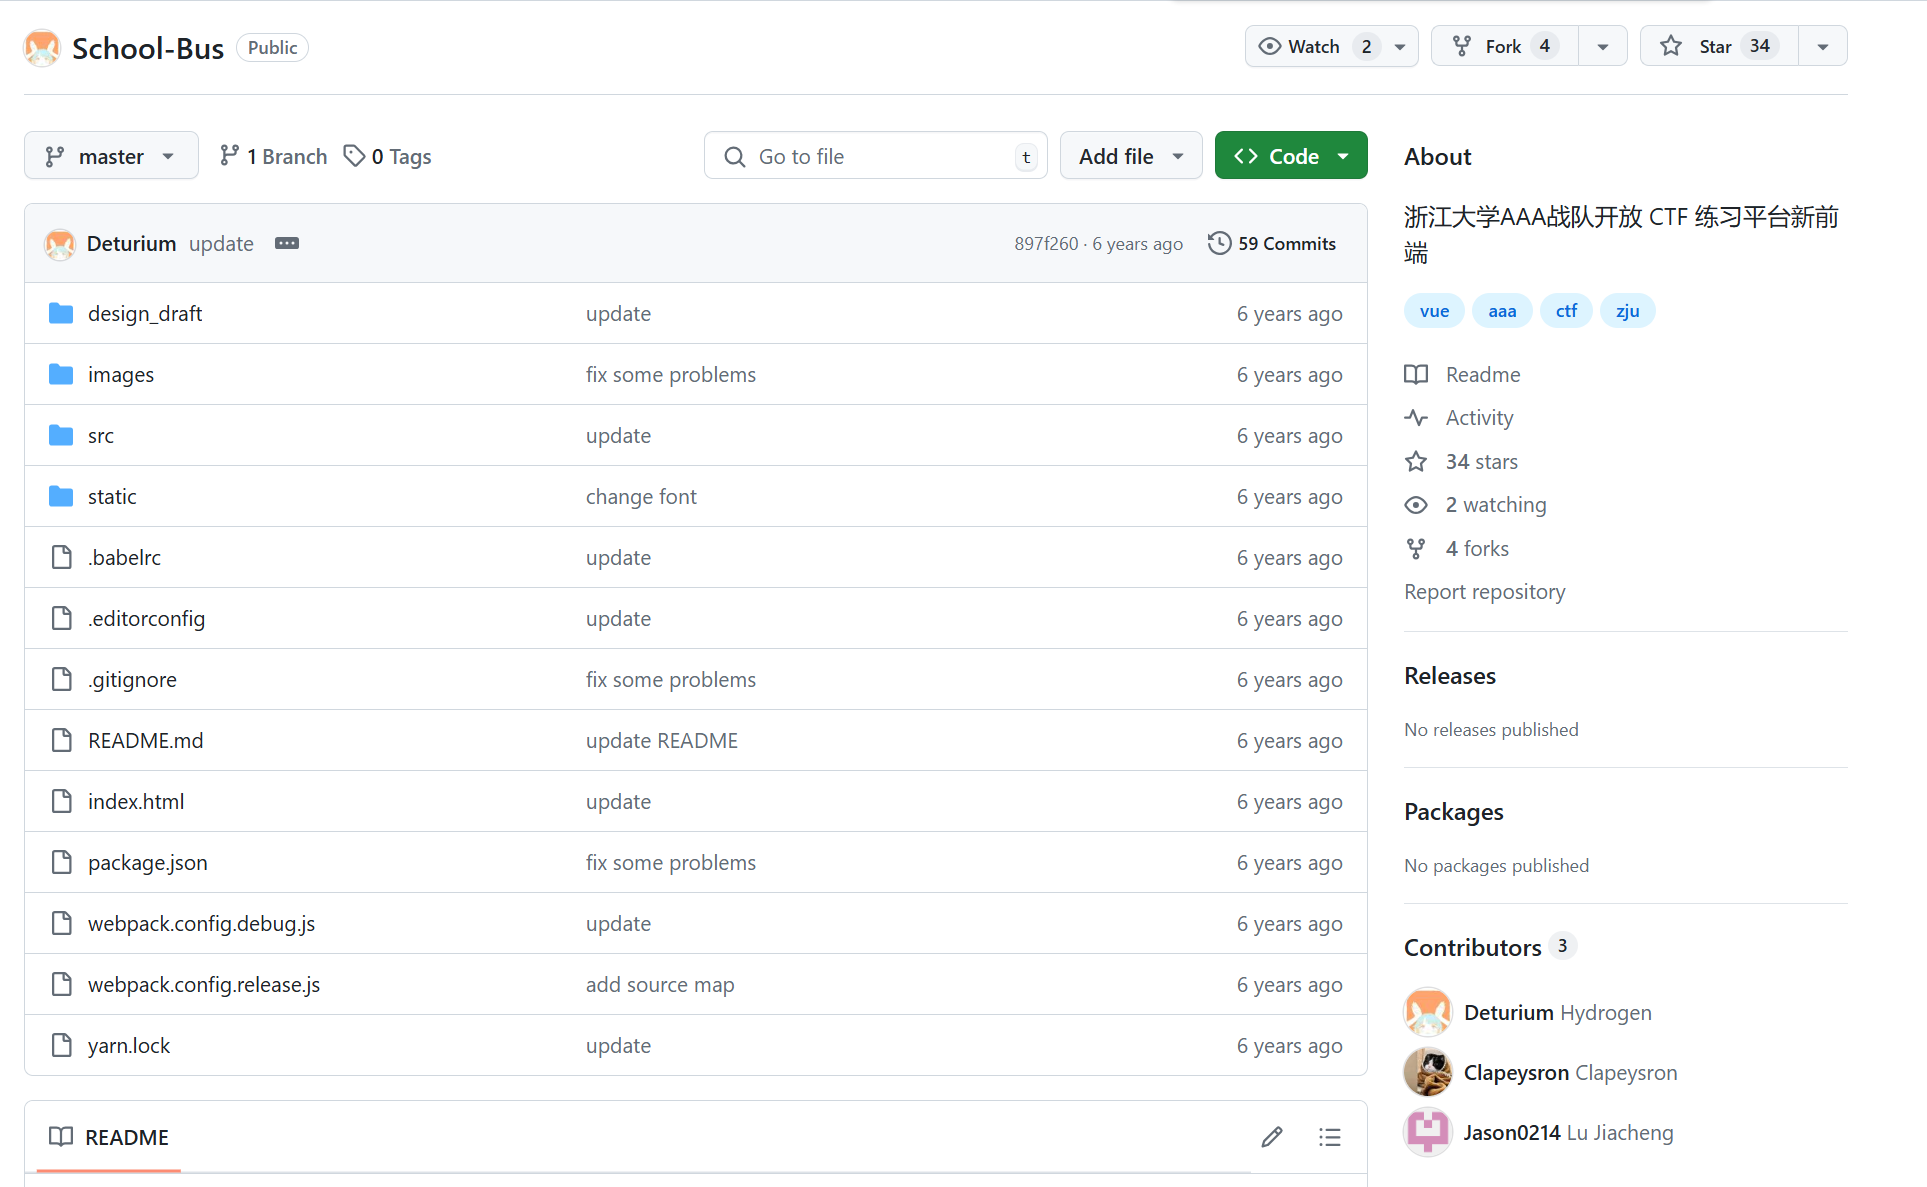 School-Bus Public
Watch 2
Fork 4
Star 34
master
1 Branch
0 Tags
Go to file t
Add file
Code
Deturium update
897f260 · 6 years ago
59 Commits
design_draft update 6 years ago
images fix some problems 6 years ago
src update 6 years ago
static change font 6 years ago
.babelrc update 6 years ago
.editorconfig update 6 years ago
.gitignore fix some problems 6 years ago
README.md update README 6 years ago
index.html update 6 years ago
package.json fix some problems 6 years ago
webpack.config.debug.js update 6 years ago
webpack.config.release.js add source map 6 years ago
yarn.lock update 6 years ago
README
About
浙江大学AAA战队开放 CTF 练习平台新前
端
vue aaa ctf zju
Readme
Activity
34 stars
2 watching
4 forks
Report repository
Releases
No releases published
Packages
No packages published
Contributors 3
Deturium Hydrogen
Clapeysron Clapeysron
Jason0214 Lu Jiacheng